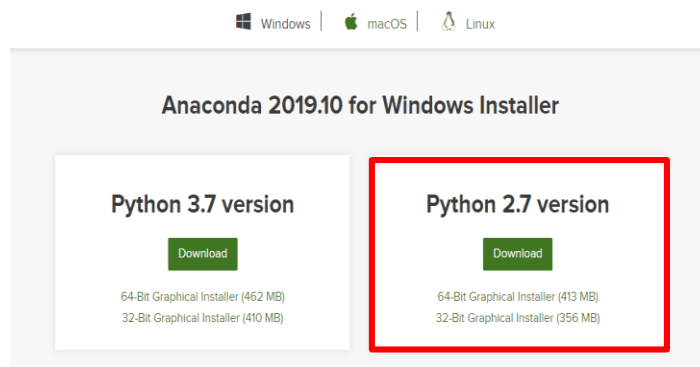 Windows macOS Linux
Anaconda 2019.10 for Windows Installer
Python 3.7 version
Download
64-Bit Graphical Installer (462 MB)
32-Bit Graphical Installer (410 MB)
Python 2.7 version
Download
64-Bit Graphical Installer (413 MB)
32-Bit Graphical Installer (356 MB)